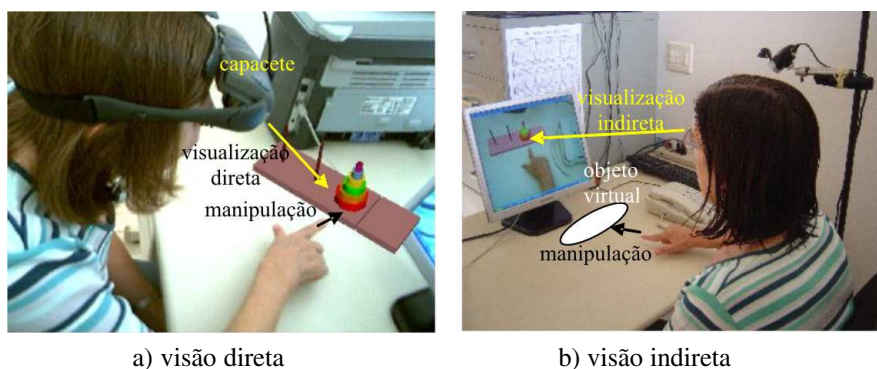 capacete
visualização
direta
manipulação
visualização
indireta
objeto
virtual
manipulação
a) visão direta
b) visão indireta